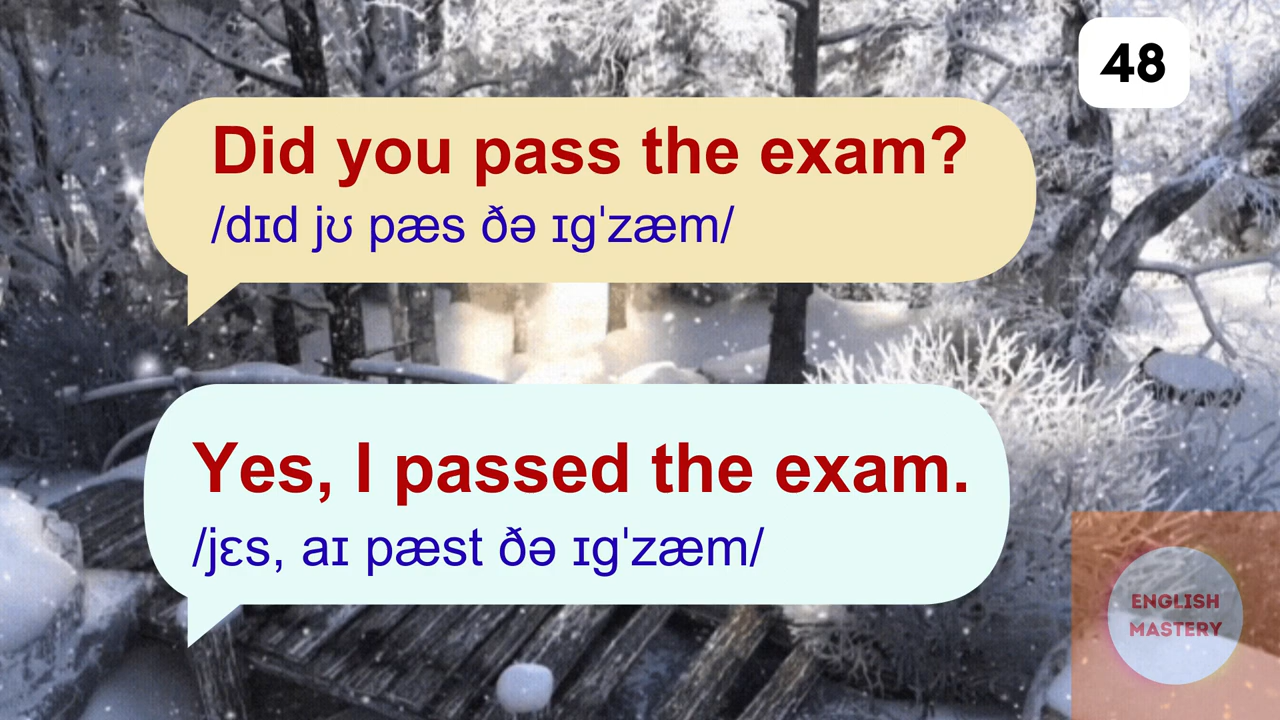 48
Did you pass the exam?
/dɪd jʊ pæs ðə ɪgˈzæm/
Yes, I passed the exam.
/jɛs, aɪ pæst ðə ɪgˈzæm/
ENGLISH
MASTERY